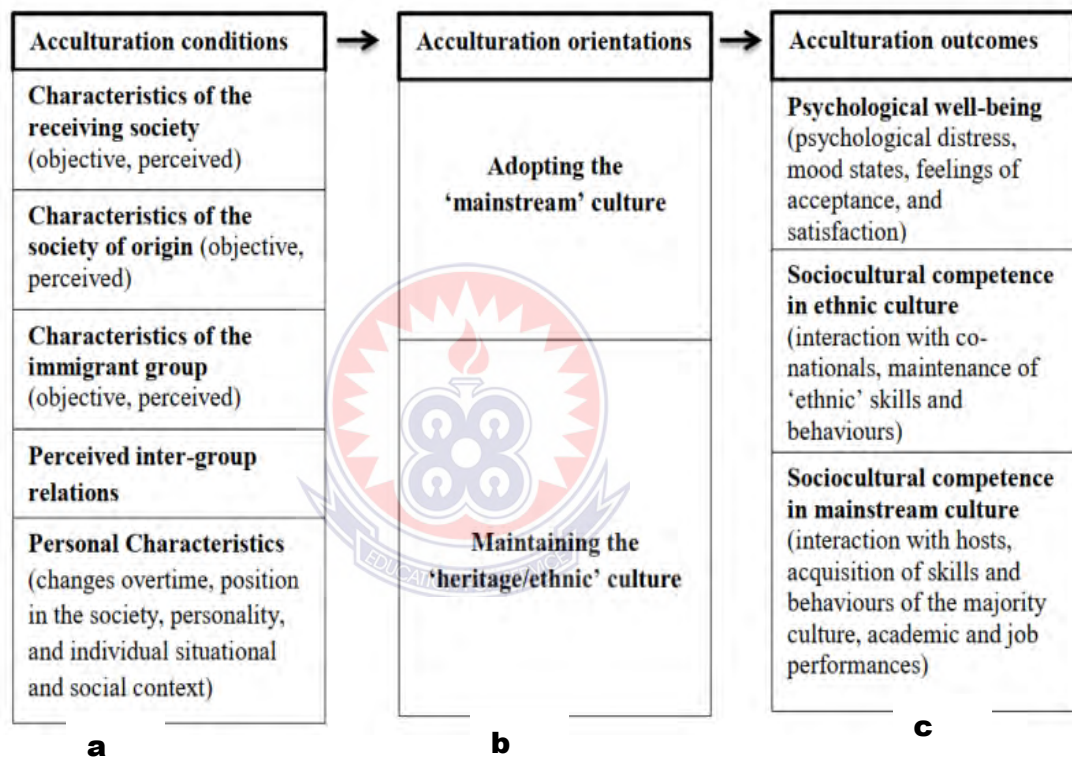 Acculturation conditions
Characteristics of the
receiving society
(objective, perceived)
Characteristics of the
society of origin (objective,
perceived)
Characteristics of the
immigrant group
(objective, perceived)
Perceived inter-group
relations
Personal Characteristics
(changes overtime, position
in the society, personality,
and individual situational
and social context)
a
Acculturation orientations
Adopting the
‘mainstream’ culture
Maintaining the
‘heritage/ethnic’ culture
b
Acculturation outcomes
Psychological well-being
(psychological distress,
mood states, feelings of
acceptance, and
satisfaction)
Sociocultural competence
in ethnic culture
(interaction with co-
nationals, maintenance of
‘ethnic’ skills and
behaviours)
Sociocultural competence
in mainstream culture
(interaction with hosts,
acquisition of skills and
behaviours of the majority
culture, academic and job
performances)
c